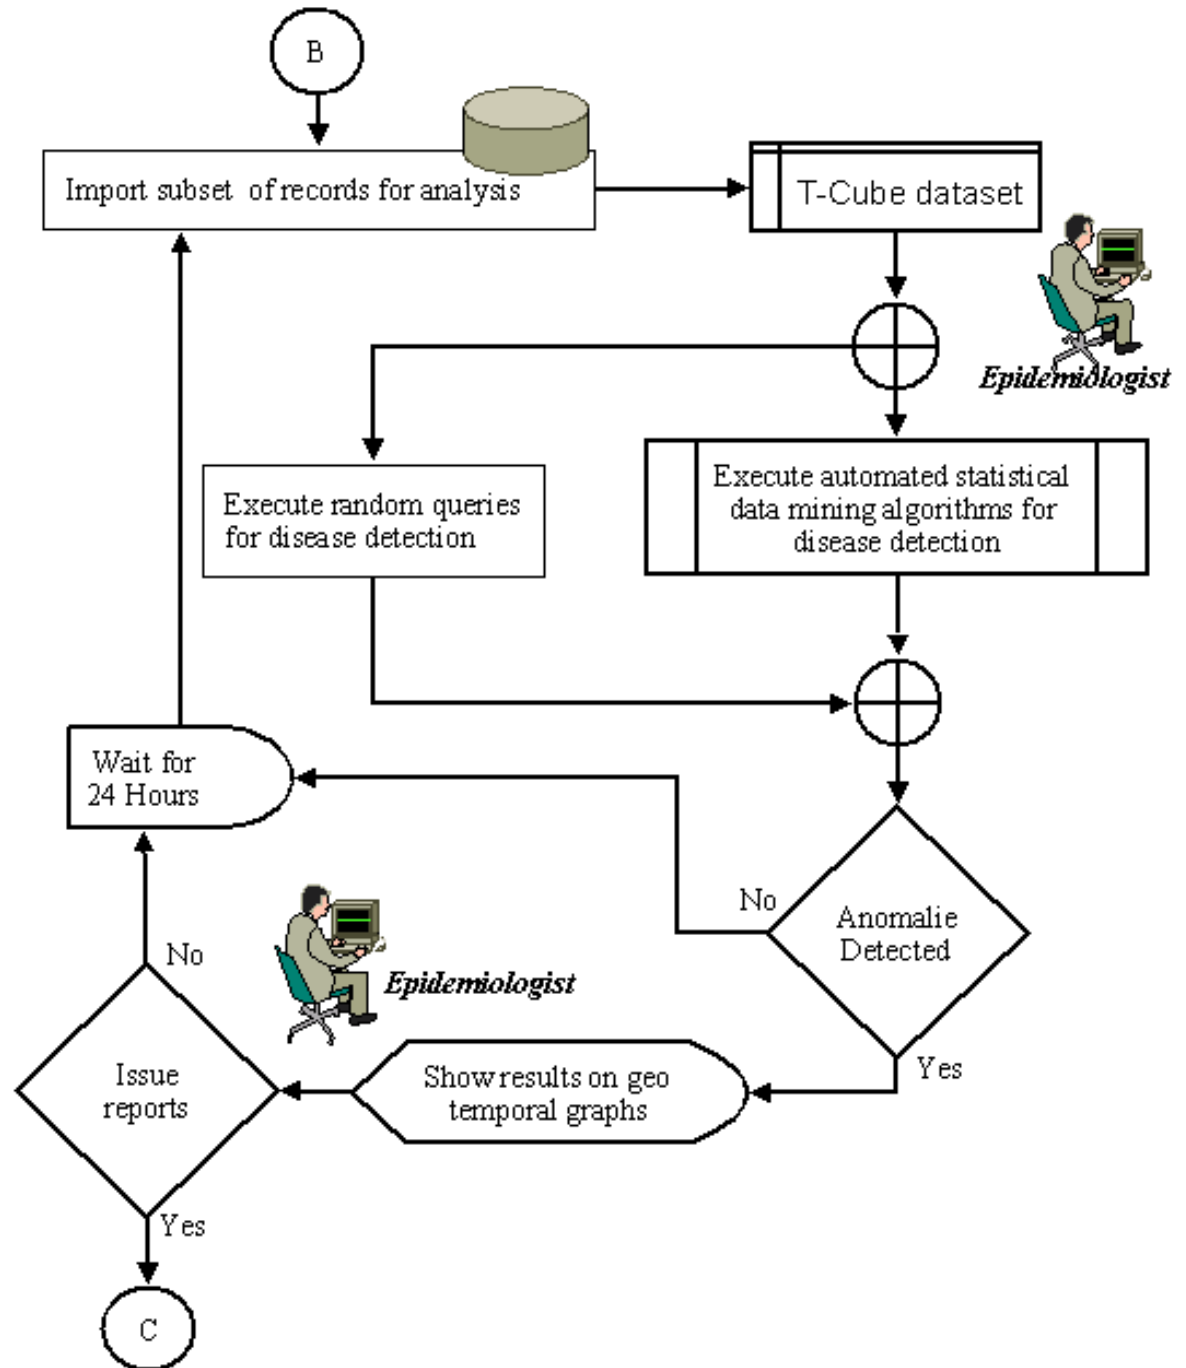 B
Import subset of records for analysis
T-Cube dataset
Epidemiologist
Execute random queries
for disease detection
Execute automated statistical
data mining algorithms for
disease detection
Wait for
24 Hours
No
Anomalie
Detected
No
Epidemiologist
Yes
Issue
reports
Show results on geo
temporal graphs
Yes
C